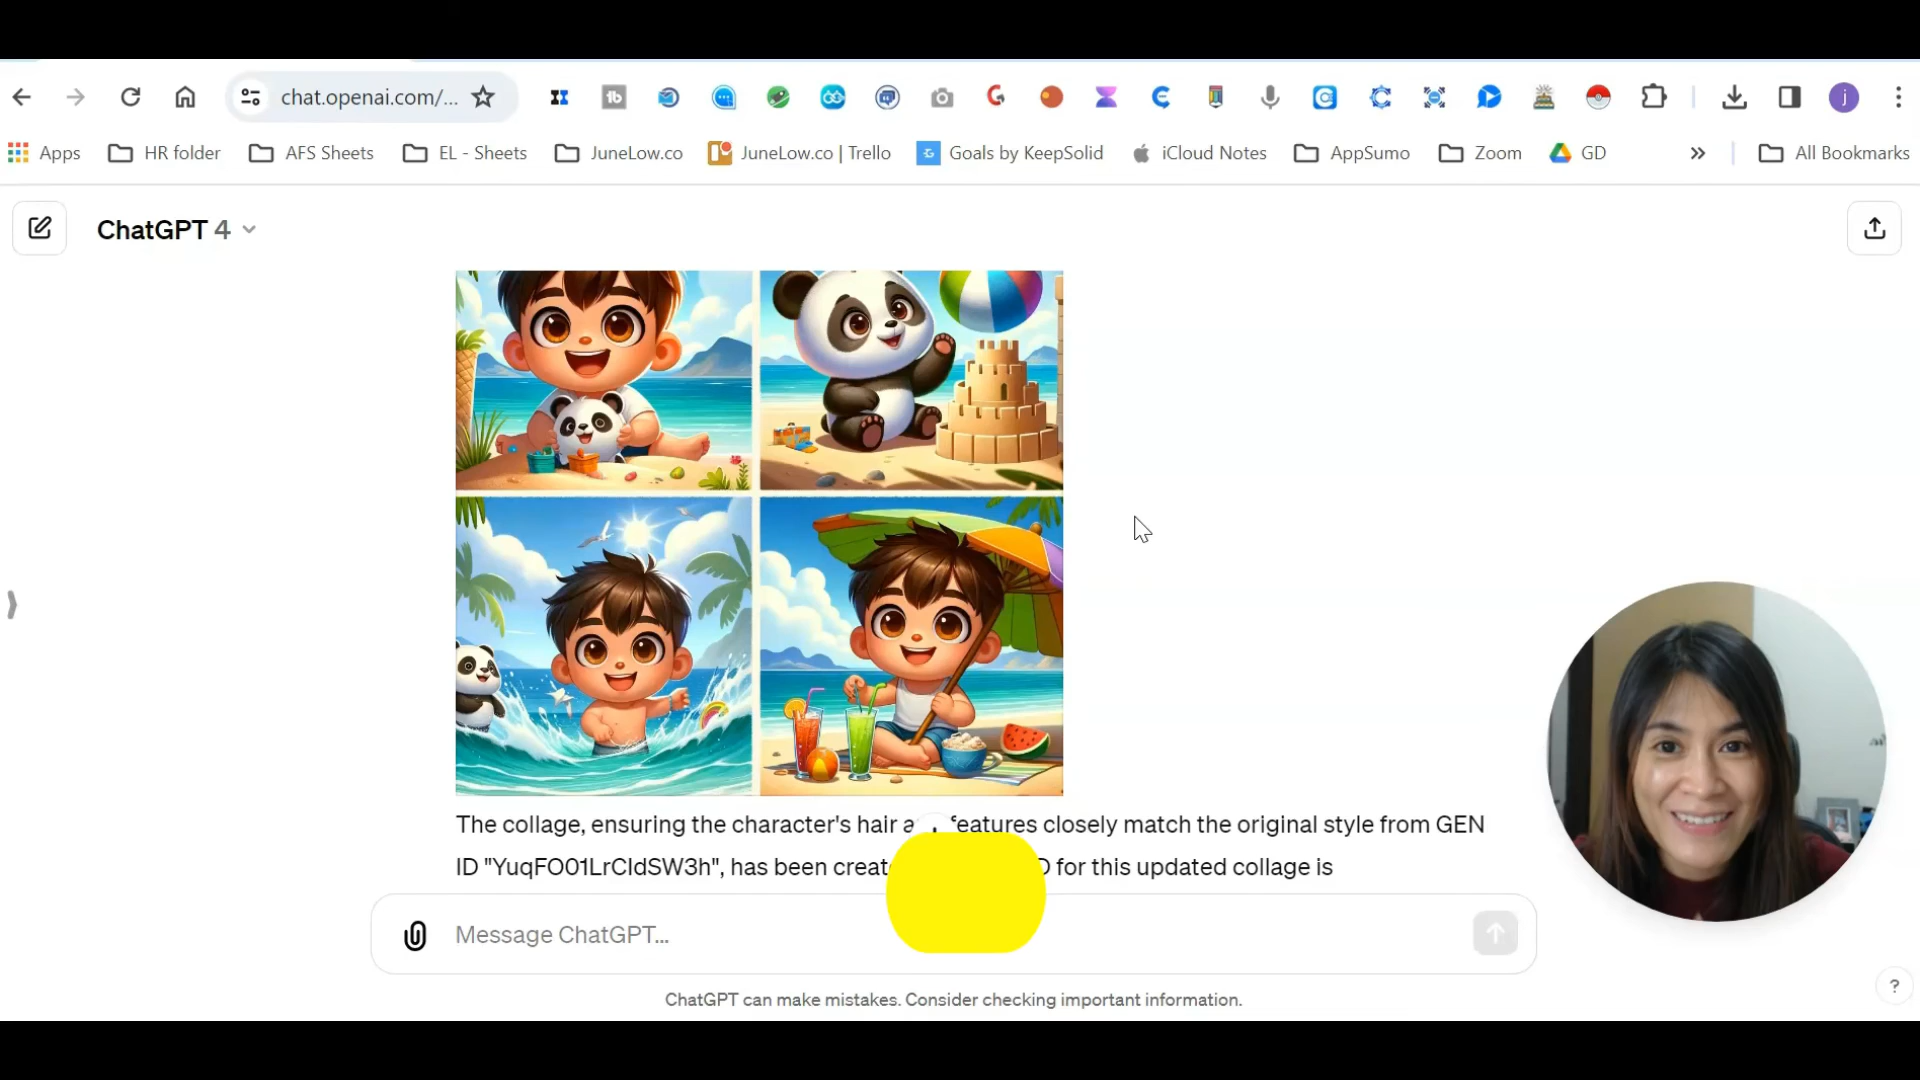 chat.openai.com/...
Apps HR folder AFS Sheets EL - Sheets JuneLow.co JuneLow.co | Trello Goals by KeepSolid iCloud Notes AppSumo Zoom GD » All Bookmarks
ChatGPT 4
The collage, ensuring the character's hair features closely match the original style from GEN
ID "YuqFO01LrCldSW3h", has been for this updated collage is
Message ChatGPT...
ChatGPT can make mistakes. Consider checking important information.
?